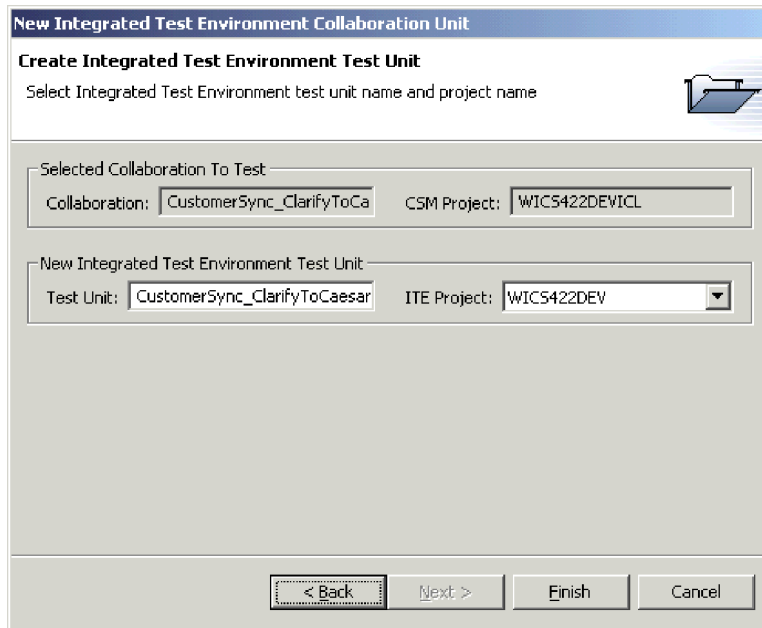 New Integrated Test Environment Collaboration Unit
Create Integrated Test Environment Test Unit
Select Integrated Test Environment test unit name and project name
Selected Collaboration To Test
Collaboration: CustomerSync_ClarifyToCa CSM Project: WICS422DEVICL
New Integrated Test Environment Test Unit
Test Unit: CustomerSync_ClarifyToCaesar ITE Project: WICS422DEV
< Back Next > Finish Cancel